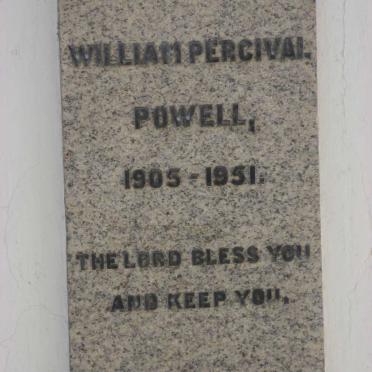 WILLIAM PERCIVAL
POWELL,
1905 - 1951.
THE LORD BLESS YOU
AND KEEP YOU.